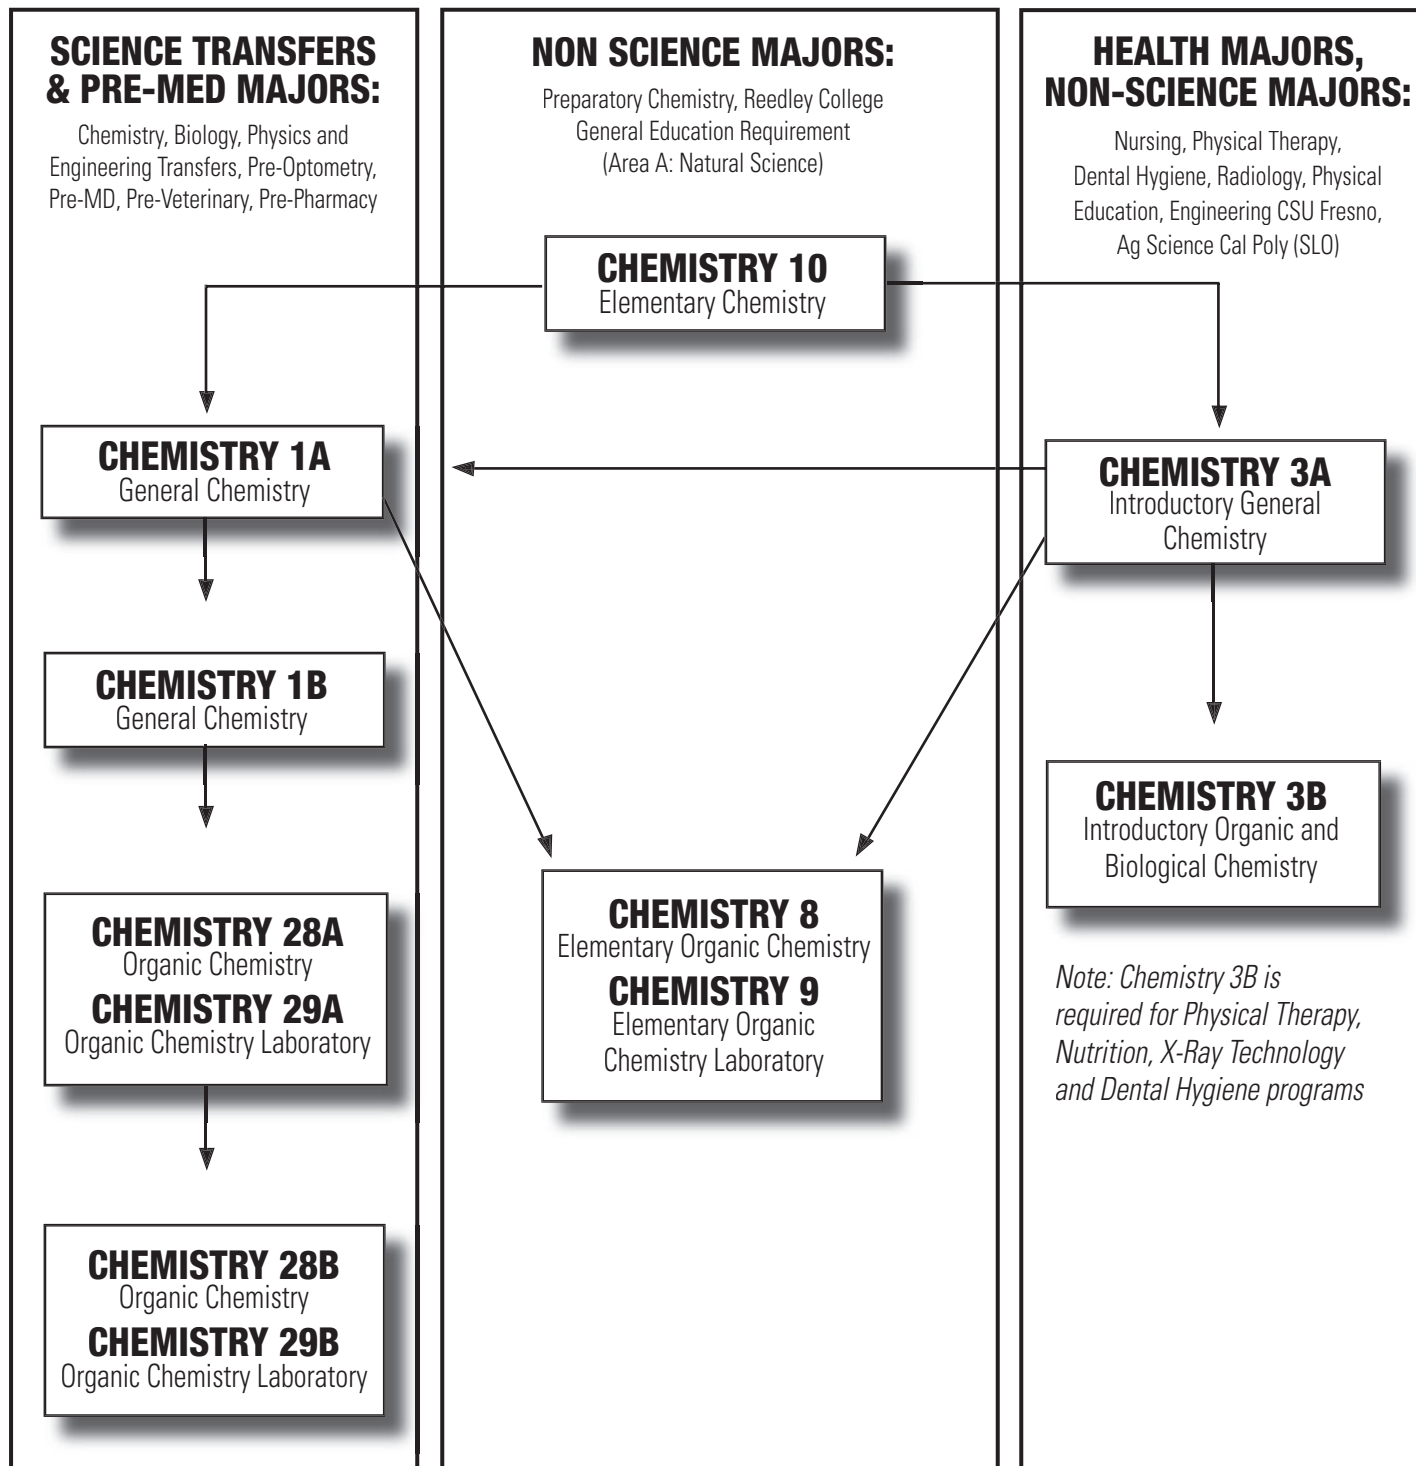 SCIENCE TRANSFERS
& PRE-MED MAJORS:
Chemistry, Biology, Physics and
Engineering Transfers, Pre-Optometry,
Pre-MD, Pre-Veterinary, Pre-Pharmacy
CHEMISTRY 1A
General Chemistry
CHEMISTRY 1B
General Chemistry
CHEMISTRY 28A
Organic Chemistry
CHEMISTRY 29A
Organic Chemistry Laboratory
CHEMISTRY 28B
Organic Chemistry
CHEMISTRY 29B
Organic Chemistry Laboratory
NON SCIENCE MAJORS:
Preparatory Chemistry, Reedley College
General Education Requirement
(Area A: Natural Science)
CHEMISTRY 10
Elementary Chemistry
CHEMISTRY 8
Elementary Organic Chemistry
CHEMISTRY 9
Elementary Organic
Chemistry Laboratory
HEALTH MAJORS,
NON-SCIENCE MAJORS:
Nursing, Physical Therapy,
Dental Hygiene, Radiology, Physical
Education, Engineering CSU Fresno,
Ag Science Cal Poly (SLO)
CHEMISTRY 3A
Introductory General
Chemistry
CHEMISTRY 3B
Introductory Organic and
Biological Chemistry
Note: Chemistry 3B is
required for Physical Therapy,
Nutrition, X-Ray Technology
and Dental Hygiene programs